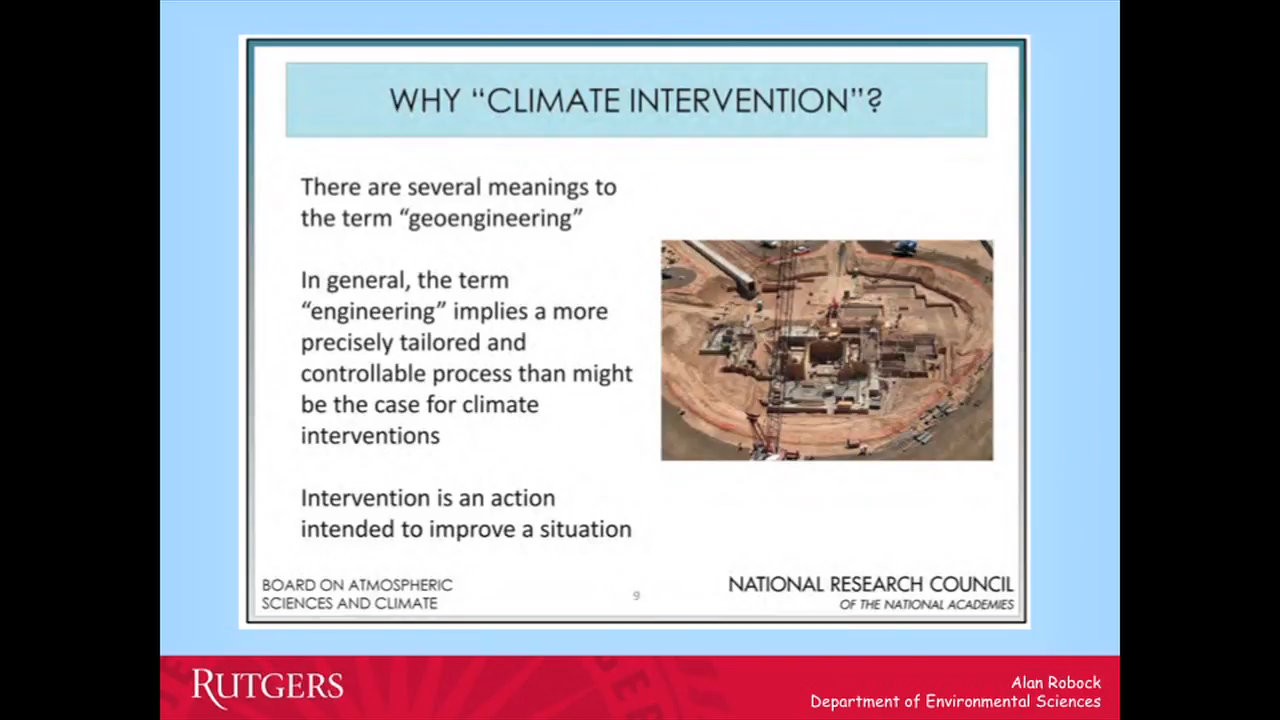 WHY “CLIMATE INTERVENTION”?
There are several meanings to
the term “geoengineering”
In general, the term
“engineering” implies a more
precisely tailored and
controllable process than might
be the case for climate
interventions
Intervention is an action
intended to improve a situation
BOARD ON ATMOSPHERIC
SCIENCES AND CLIMATE
9
NATIONAL RESEARCH COUNCIL
OF THE NATIONAL ACADEMIES
RUTGERS
Alan Robock
Department of Environmental Sciences